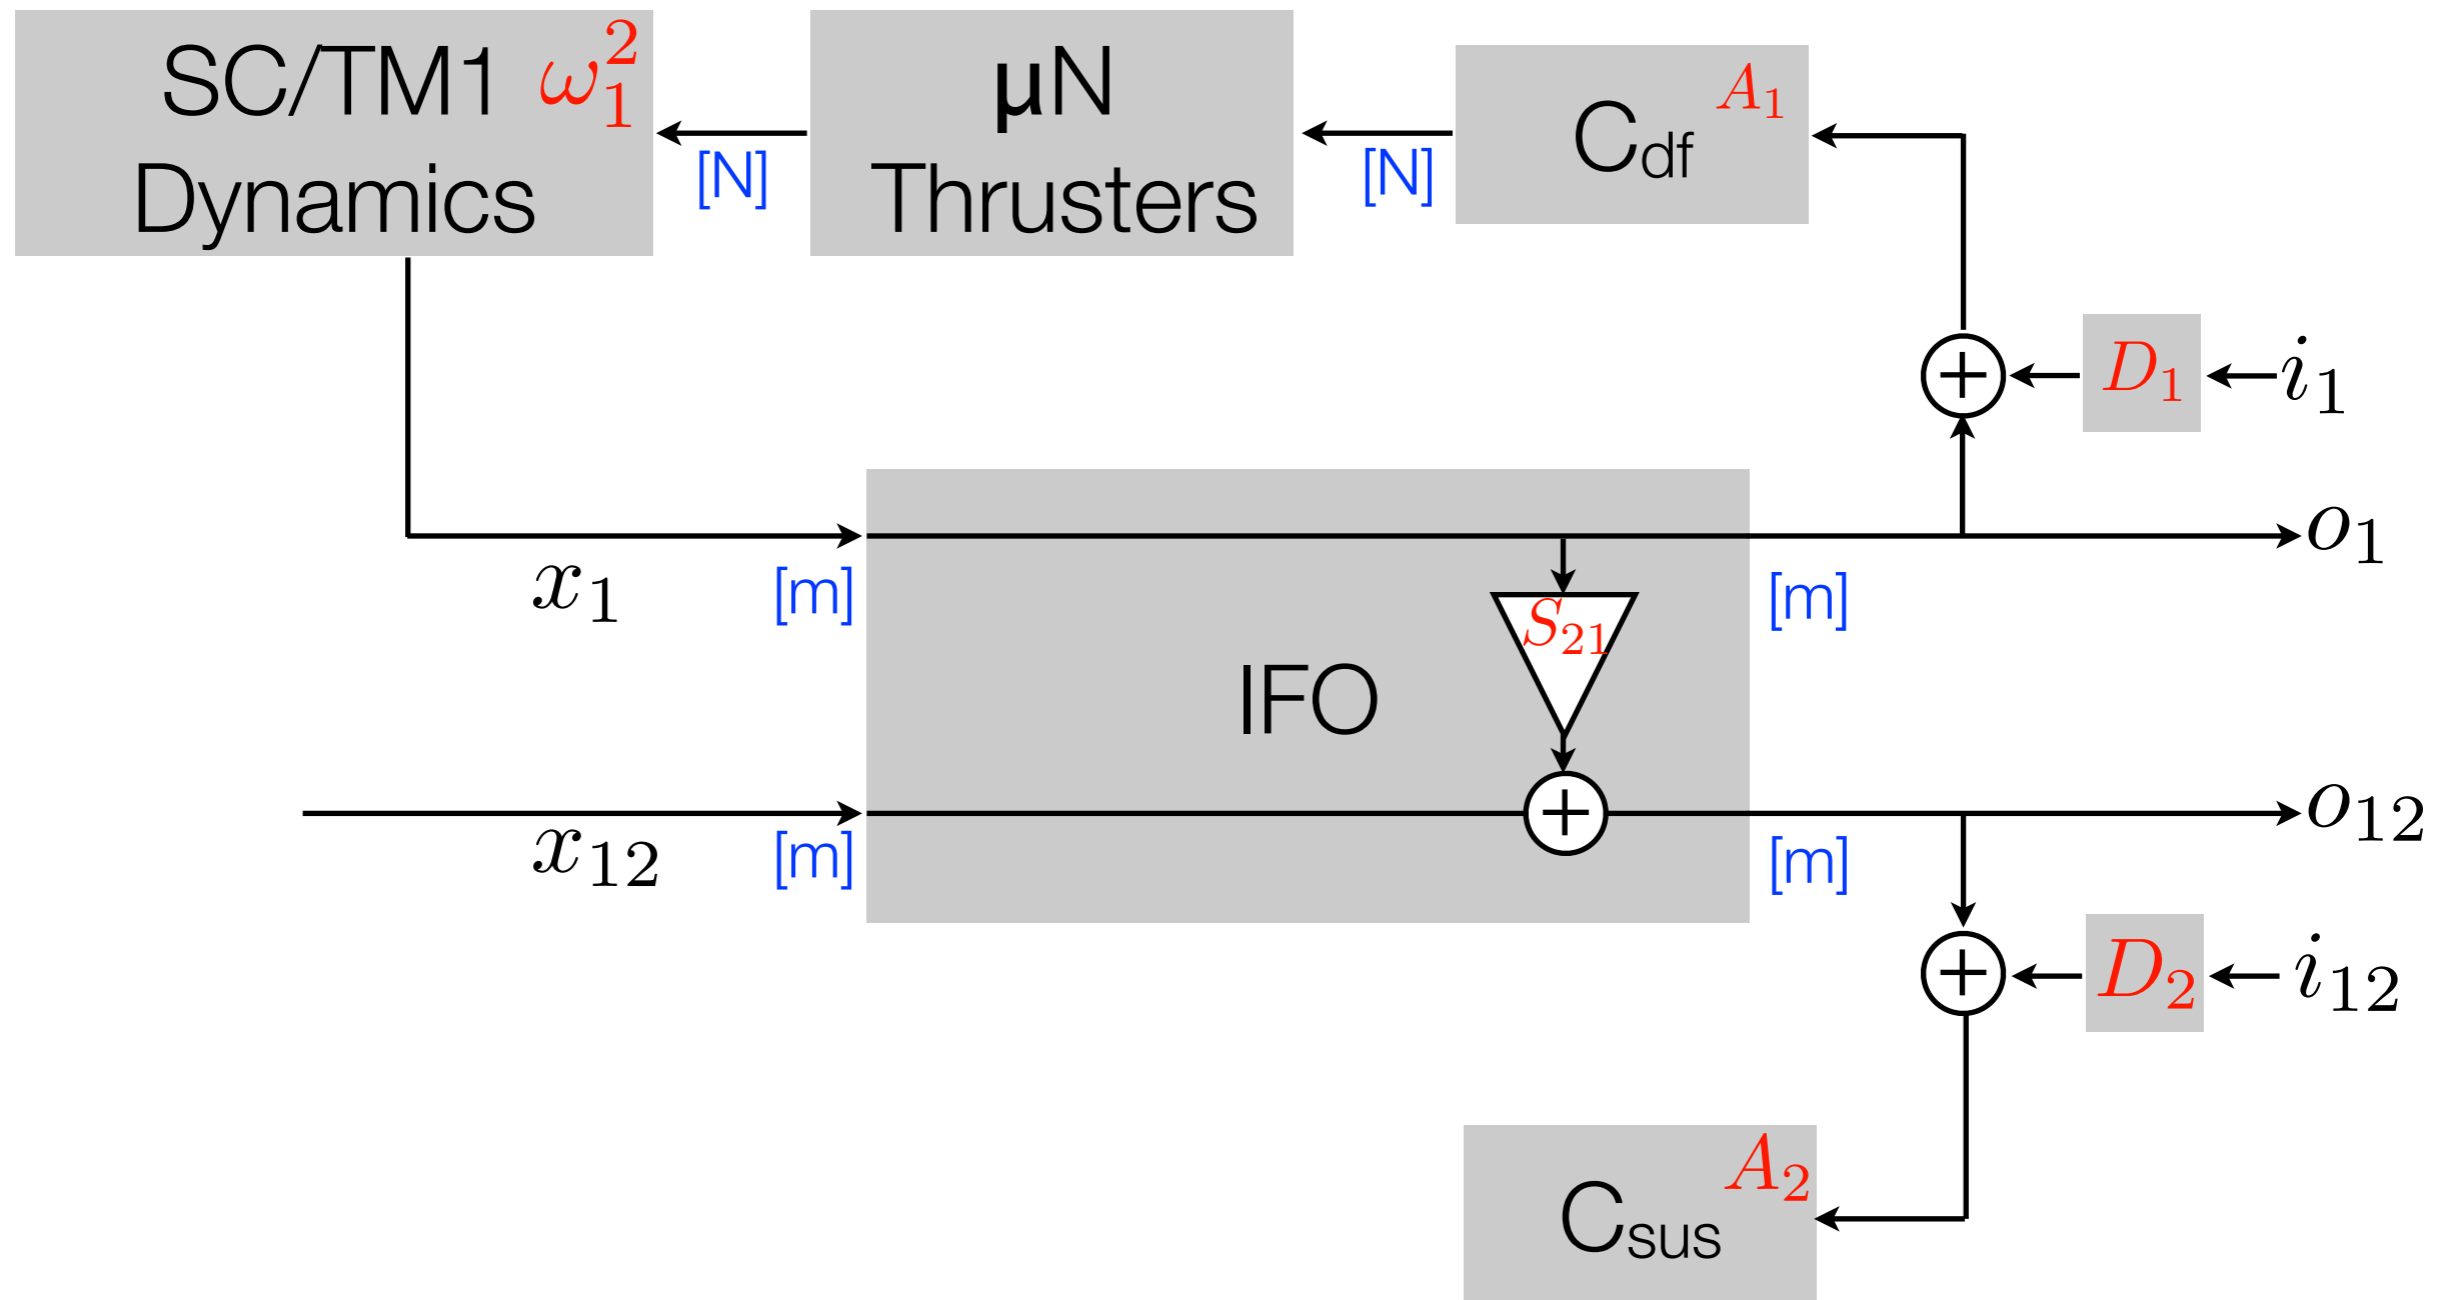 SC/TM1 ω₁²
Dynamics
µN
Thrusters
C_df A₁
[N]
[N]
D₁
i₁
x₁
[m]
[m]
o₁
S₂₁
IFO
x₁₂
[m]
[m]
o₁₂
D₂
i₁₂
C_sus A₂
+
+
+